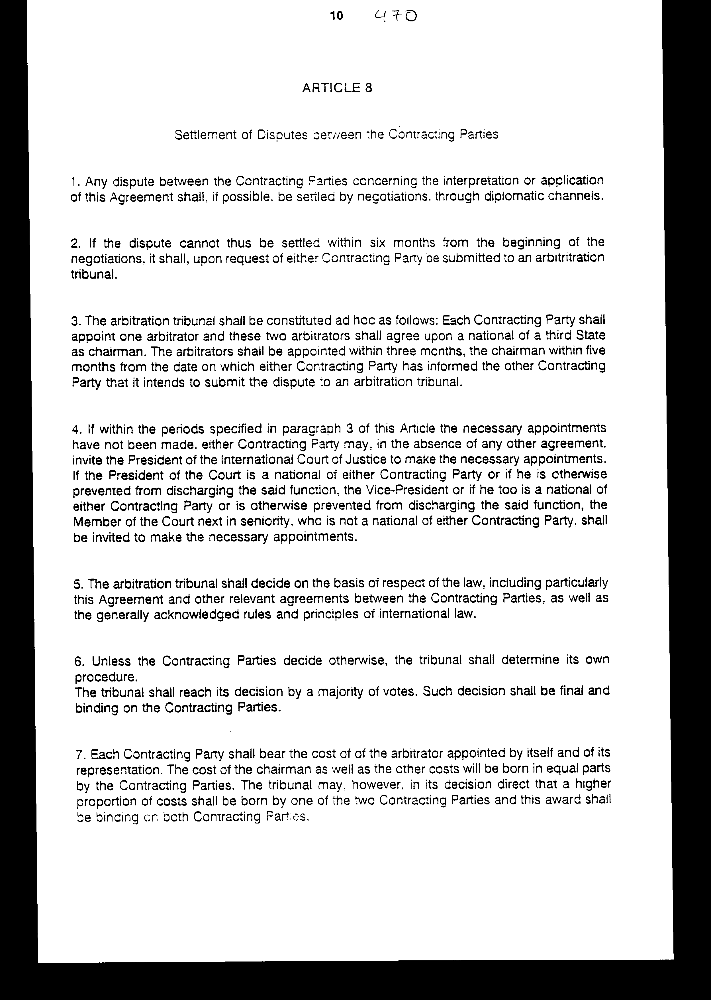 10 470
ARTICLE 8
Settlement of Disputes between the Contracting Parties
1. Any dispute between the Contracting Parties concerning the interpretation or application
of this Agreement shall, if possible, be settled by negotiations, through diplomatic channels.
2. If the dispute cannot thus be settled within six months from the beginning of the
negotiations, it shall, upon request of either Contracting Party be submitted to an arbitritration
tribunal.
3. The arbitration tribunal shall be constituted ad hoc as follows: Each Contracting Party shall
appoint one arbitrator and these two arbitrators shall agree upon a national of a third State
as chairman. The arbitrators shall be appointed within three months, the chairman within five
months from the date on which either Contracting Party has informed the other Contracting
Party that it intends to submit the dispute to an arbitration tribunal.
4. If within the periods specified in paragraph 3 of this Article the necessary appointments
have not been made, either Contracting Party may, in the absence of any other agreement,
invite the President of the International Court of Justice to make the necessary appointments.
If the President of the Court is a national of either Contracting Party or if he is otherwise
prevented from discharging the said function, the Vice-President or if he too is a national of
either Contracting Party or is otherwise prevented from discharging the said function, the
Member of the Court next in seniority, who is not a national of either Contracting Party, shall
be invited to make the necessary appointments.
5. The arbitration tribunal shall decide on the basis of respect of the law, including particularly
this Agreement and other relevant agreements between the Contracting Parties, as well as
the generally acknowledged rules and principles of international law.
6. Unless the Contracting Parties decide otherwise, the tribunal shall determine its own
procedure.
The tribunal shall reach its decision by a majority of votes. Such decision shall be final and
binding on the Contracting Parties.
7. Each Contracting Party shall bear the cost of of the arbitrator appointed by itself and of its
representation. The cost of the chairman as well as the other costs will be born in equal parts
by the Contracting Parties. The tribunal may, however, in its decision direct that a higher
proportion of costs shall be born by one of the two Contracting Parties and this award shall
be binding on both Contracting Parties.